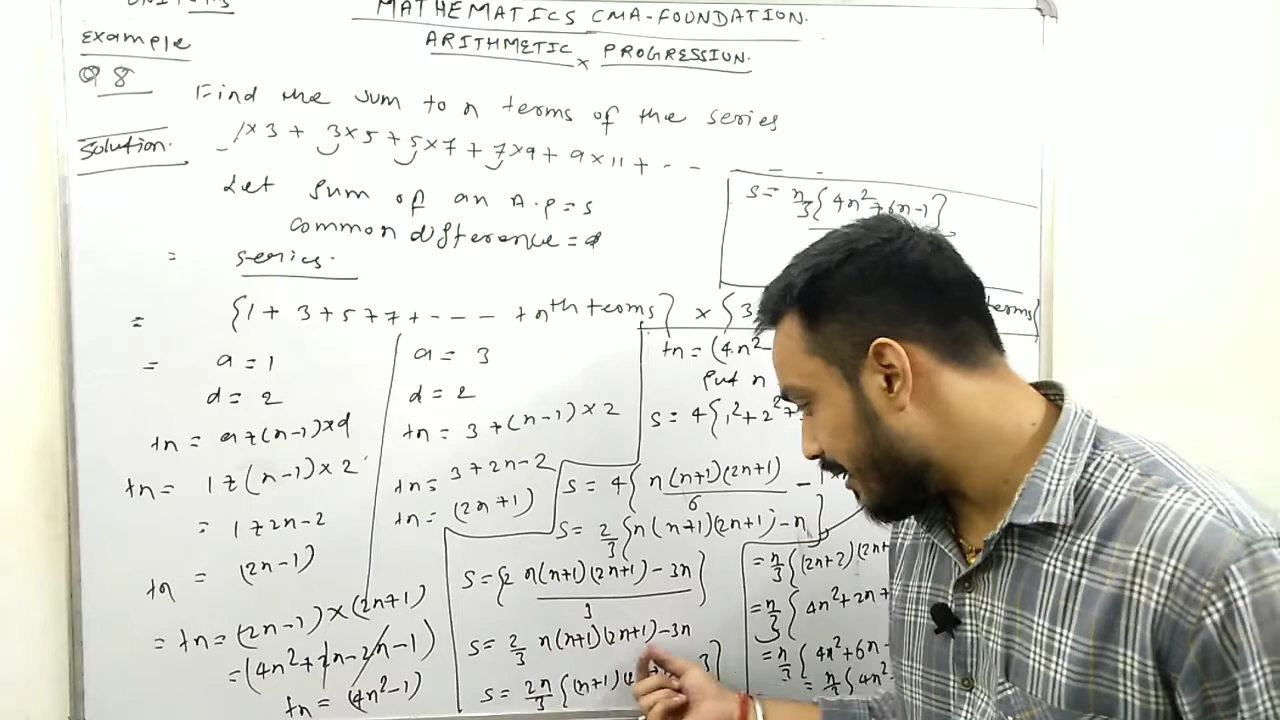 MATHEMATICS CMA-FOUNDATION.
ARITHMETIC x PROGRESSION.
Example
Q 8
Find the sum to n terms of the series
Solution.
1×3 + 3×5 + 5×7 + 7×9 + 9×11 + - - - -
Let sum of an A.P = S
common difference = d
= series.
= {1 + 3 + 5 + 7 + - - - + nth terms} × {3
terms}
S = n/3 {4n²+6n-1}
= a = 1
d = 2
tn = a+(n-1)×d
tn = 1+(n-1)×2
= 1+2n-2
tn = (2n-1)
= tn = (2n-1)×(2n+1)
= (4n²+2n-2n-1)
tn = (4n²-1)
a = 3
d = 2
tn = 3+(n-1)×2
tn = 3+2n-2
tn = (2n+1)
tn = (4n²-
put n
S = 4{1²+2²+
S = 4{ n(n+1)(2n+1)/6 -
S = 2/3 {n(n+1)(2n+1) - n}
S = {2 n(n+1)(2n+1) - 3n / 3}
S = 2/3 n(n+1)(2n+1) - 3n
S = 2n/3 {(n+1)(2 3}
= n/3 {(2n+2)(2n+
= n/3 {4n²+2n+
= n/3 {4n²+6n-
= n/3 {4n²